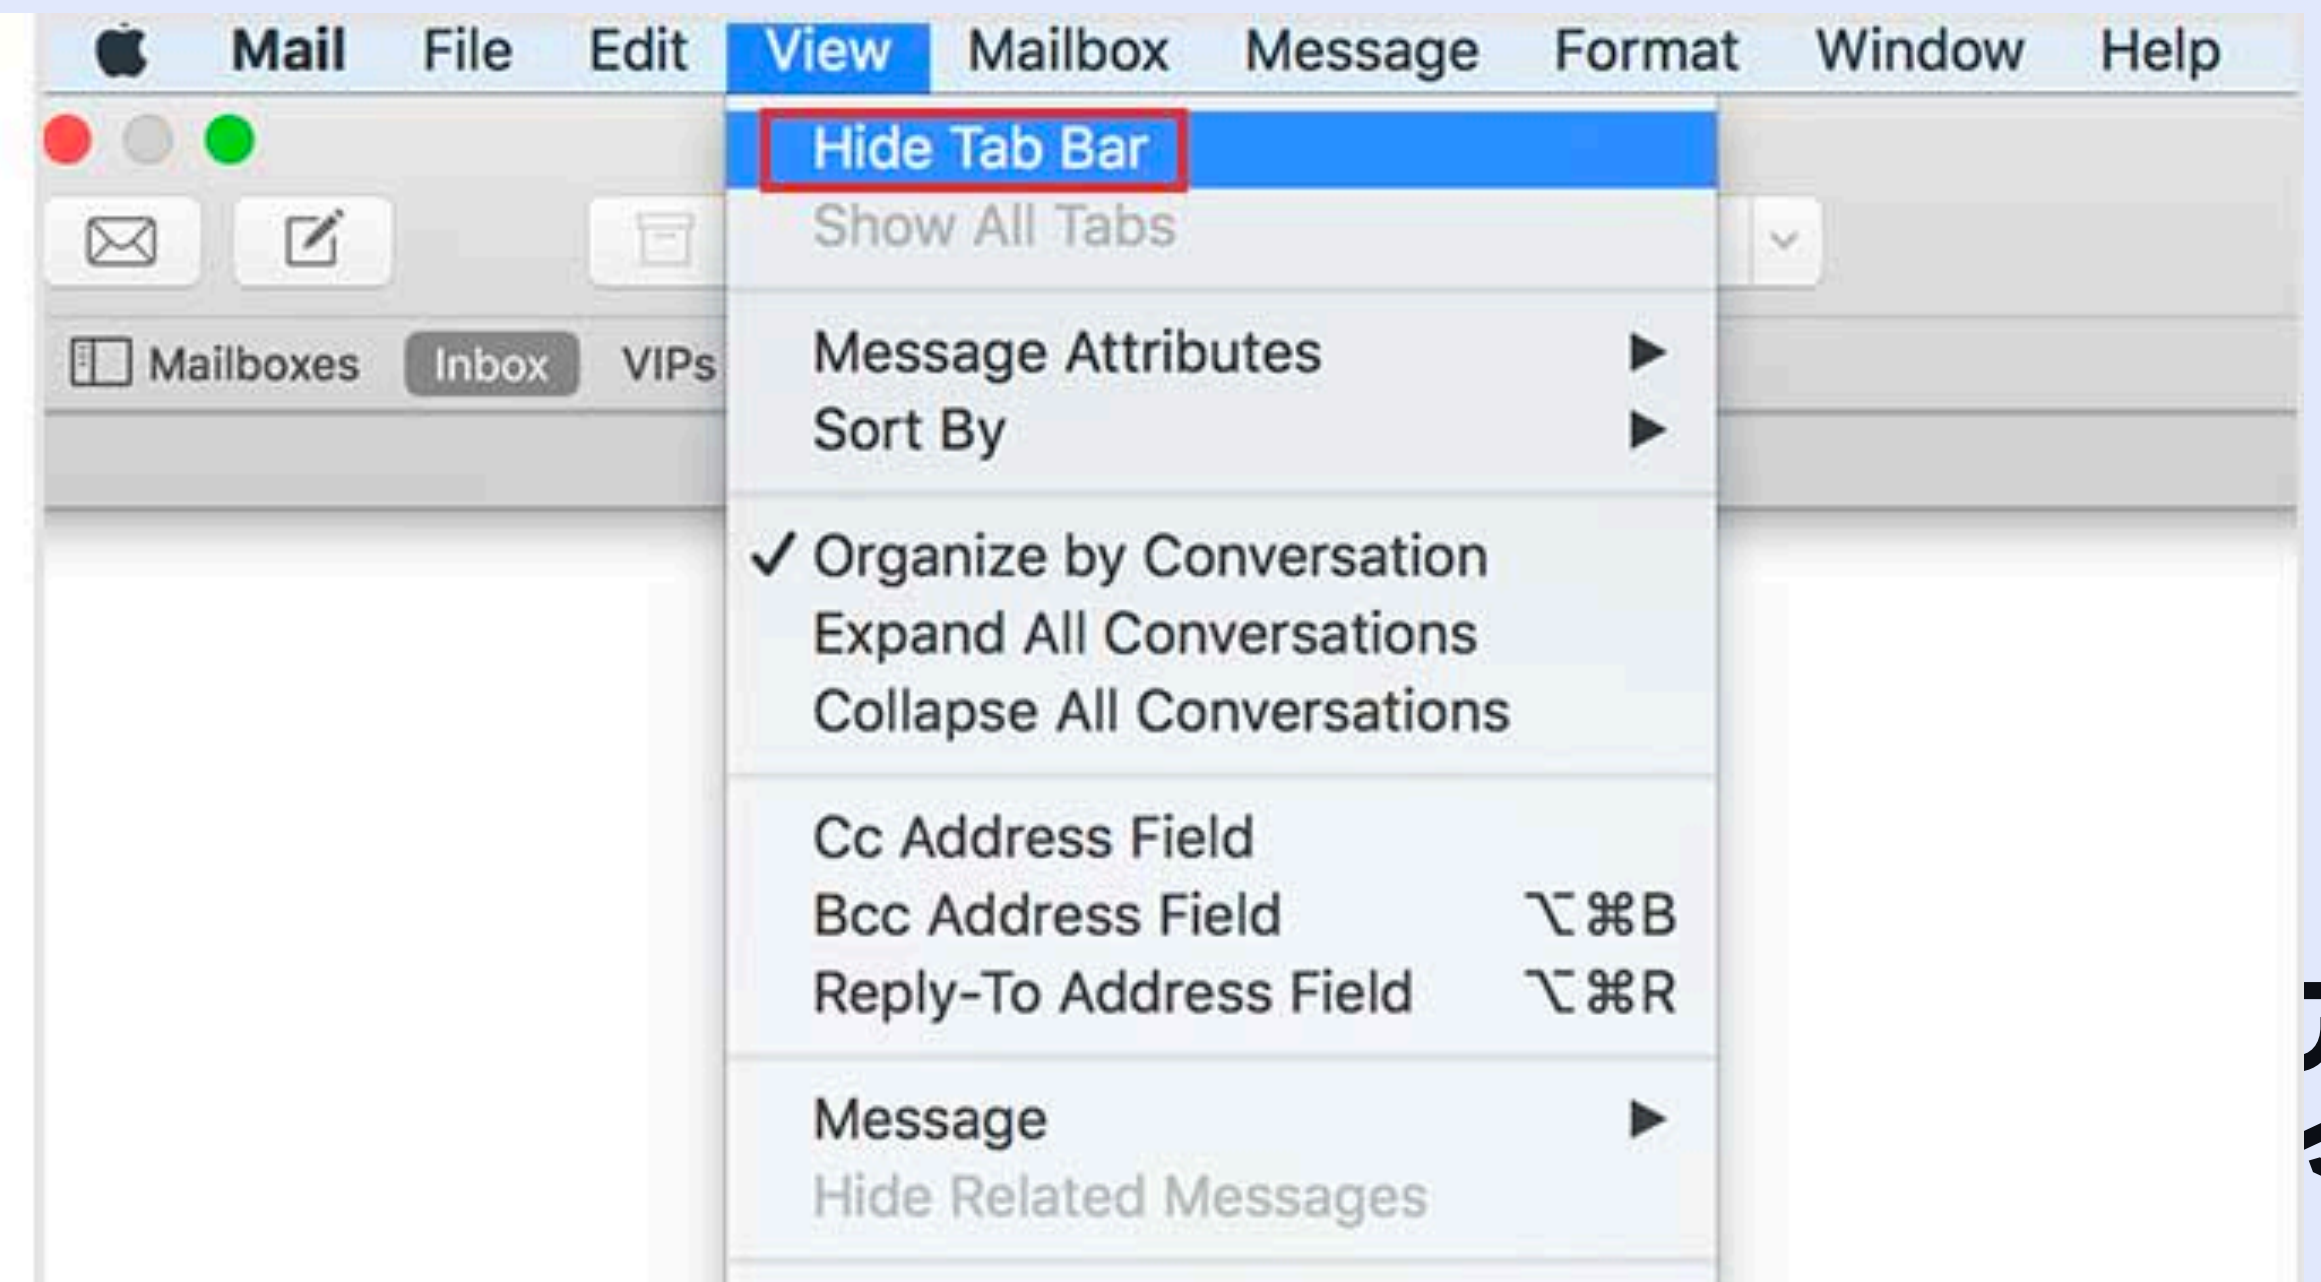 Mail File Edit View Mailbox Message Format Window Help
Hide Tab Bar
Show All Tabs
Mailboxes Inbox VIPs
Message Attributes
Sort By
✓ Organize by Conversation
Expand All Conversations
Collapse All Conversations
Cc Address Field
Bcc Address Field ⌥⌘B
Reply-To Address Field ⌥⌘R
Message
Hide Related Messages